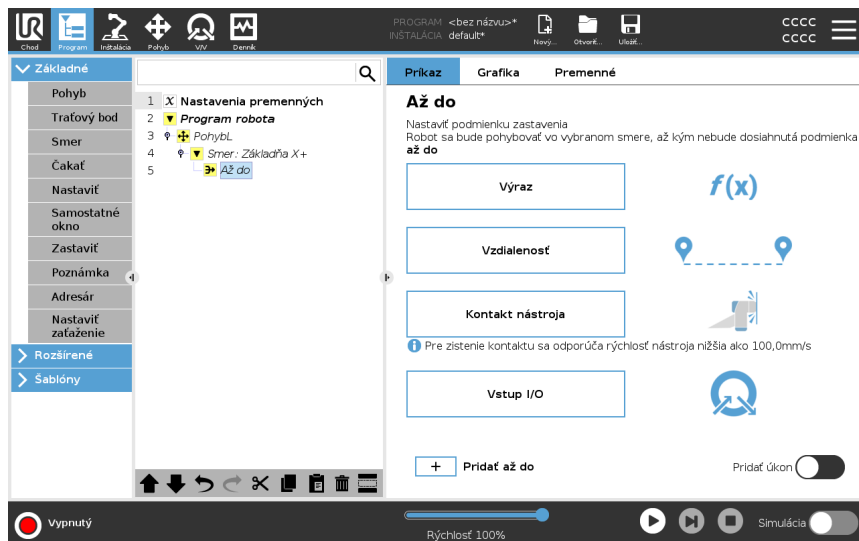 UR
PROGRAM <bez názvu>*
INŠTALÁCIA default*
Nový...
Otvoriť...
Uložiť...
CCCC
CCCC
Chod
Program
Inštalácia
Pohyb
V/V
Denník
Základné
Pohyb
Traťový bod
Smer
Čakať
Nastaviť
Samostatné
okno
Zastaviť
Poznámka
Adresár
Nastaviť
zaťaženie
Rozšírené
Šablóny
1 X Nastavenia premenných
2 Program robota
3 PohybL
4 Smer: Základňa X+
5 Až do
Príkaz Grafika Premenné
Až do
Nastaviť podmienku zastavenia
Robot sa bude pohybovať vo vybranom smere, až kým nebude dosiahnutá podmienka
až do
Výraz
f(x)
Vzdialenosť
Kontakt nástroja
Pre zistenie kontaktu sa odporúča rýchlosť nástroja nižšia ako 100,0mm/s
Vstup I/O
+ Pridať až do
Pridať úkon
Vypnutý
Rýchlosť 100%
Simulácia